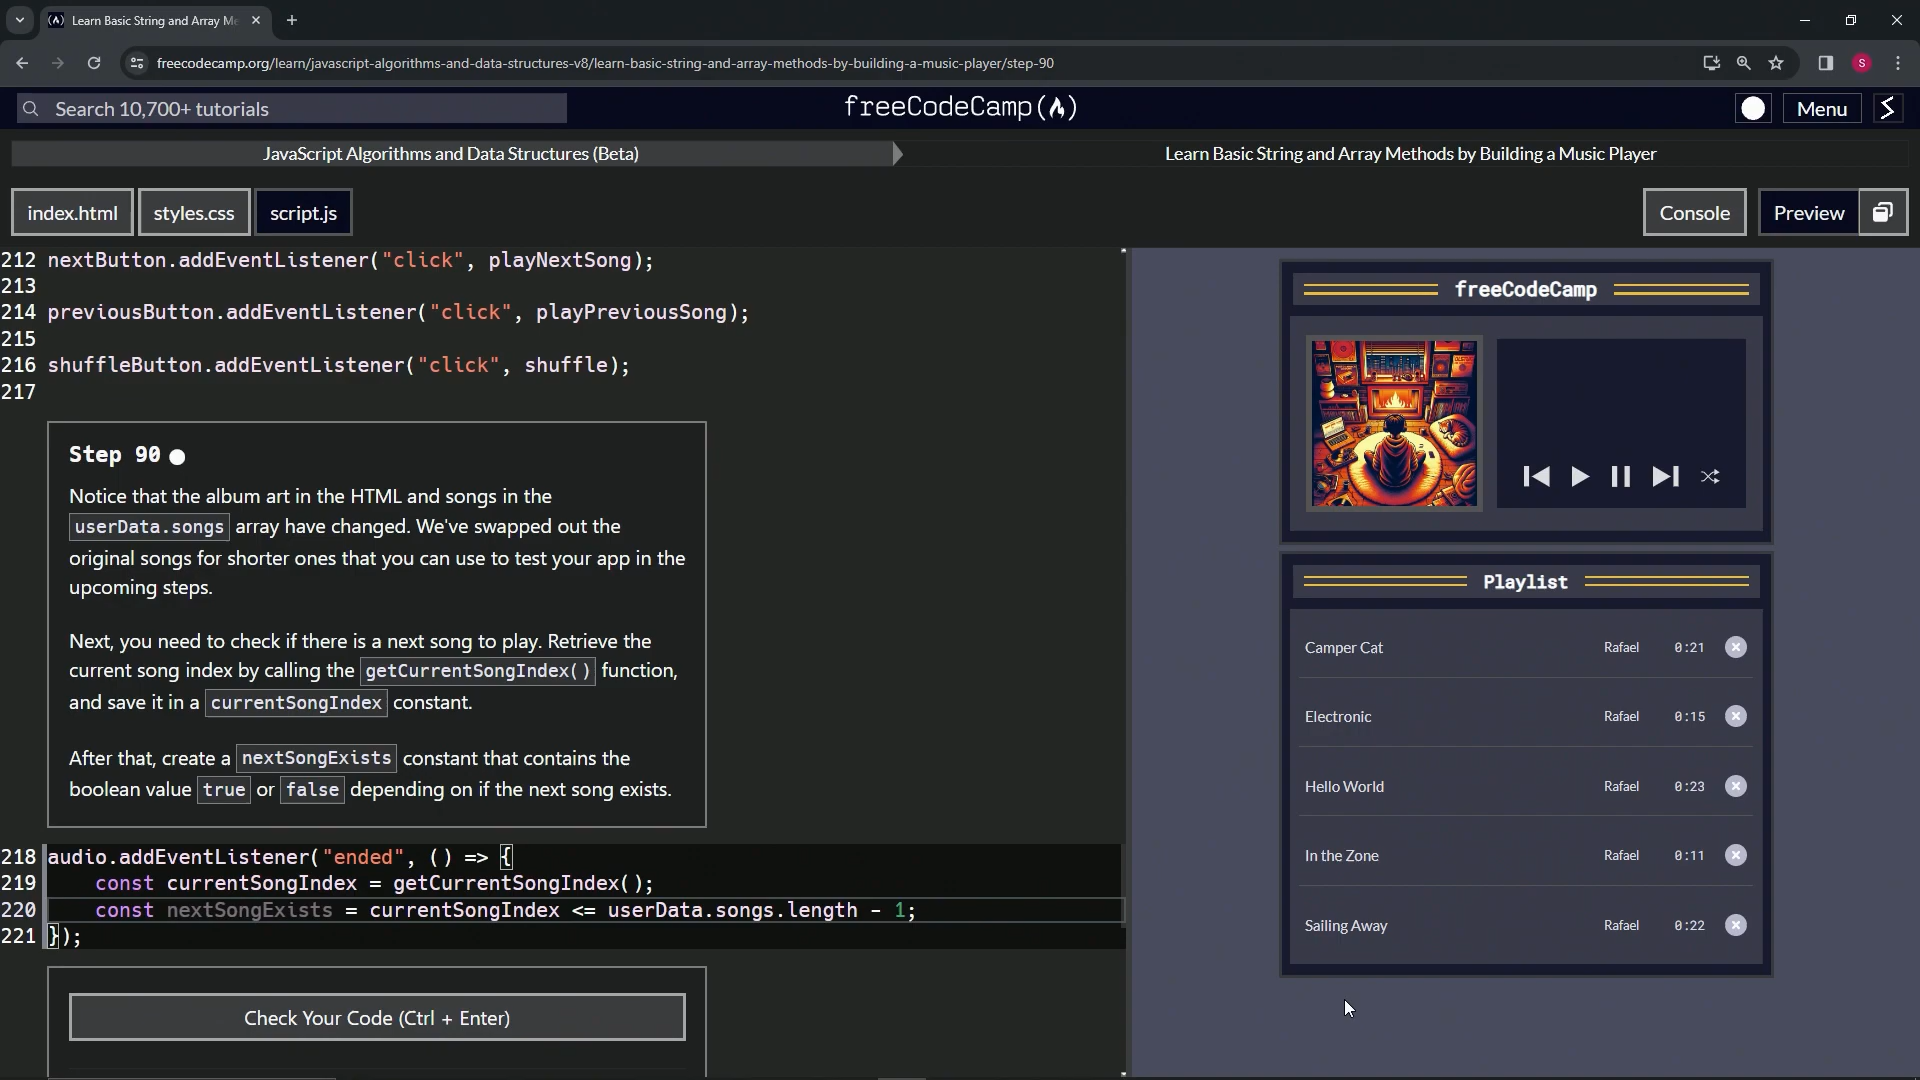 Learn Basic String and Array Me
freecodecamp.org/learn/javascript-algorithms-and-data-structures-v8/learn-basic-string-and-array-methods-by-building-a-music-player/step-90
S
Search 10,700+ tutorials
freeCodeCamp(🔥)
Menu
JavaScript Algorithms and Data Structures (Beta)
Learn Basic String and Array Methods by Building a Music Player
index.html
styles.css
script.js
Console
Preview
212 nextButton.addEventListener("click", playNextSong);
213
214 previousButton.addEventListener("click", playPreviousSong);
215
216 shuffleButton.addEventListener("click", shuffle);
217
Step 90
Notice that the album art in the HTML and songs in the
userData.songs array have changed. We've swapped out the
original songs for shorter ones that you can use to test your app in the
upcoming steps.
Next, you need to check if there is a next song to play. Retrieve the
current song index by calling the getCurrentSongIndex() function,
and save it in a currentSongIndex constant.
After that, create a nextSongExists constant that contains the
boolean value true or false depending on if the next song exists.
218 audio.addEventListener("ended", () => {
219 const currentSongIndex = getCurrentSongIndex();
220 const nextSongExists = currentSongIndex <= userData.songs.length - 1;
221 });
Check Your Code (Ctrl + Enter)
freeCodeCamp
Playlist
Camper Cat Rafael 0:21
Electronic Rafael 0:15
Hello World Rafael 0:23
In the Zone Rafael 0:11
Sailing Away Rafael 0:22